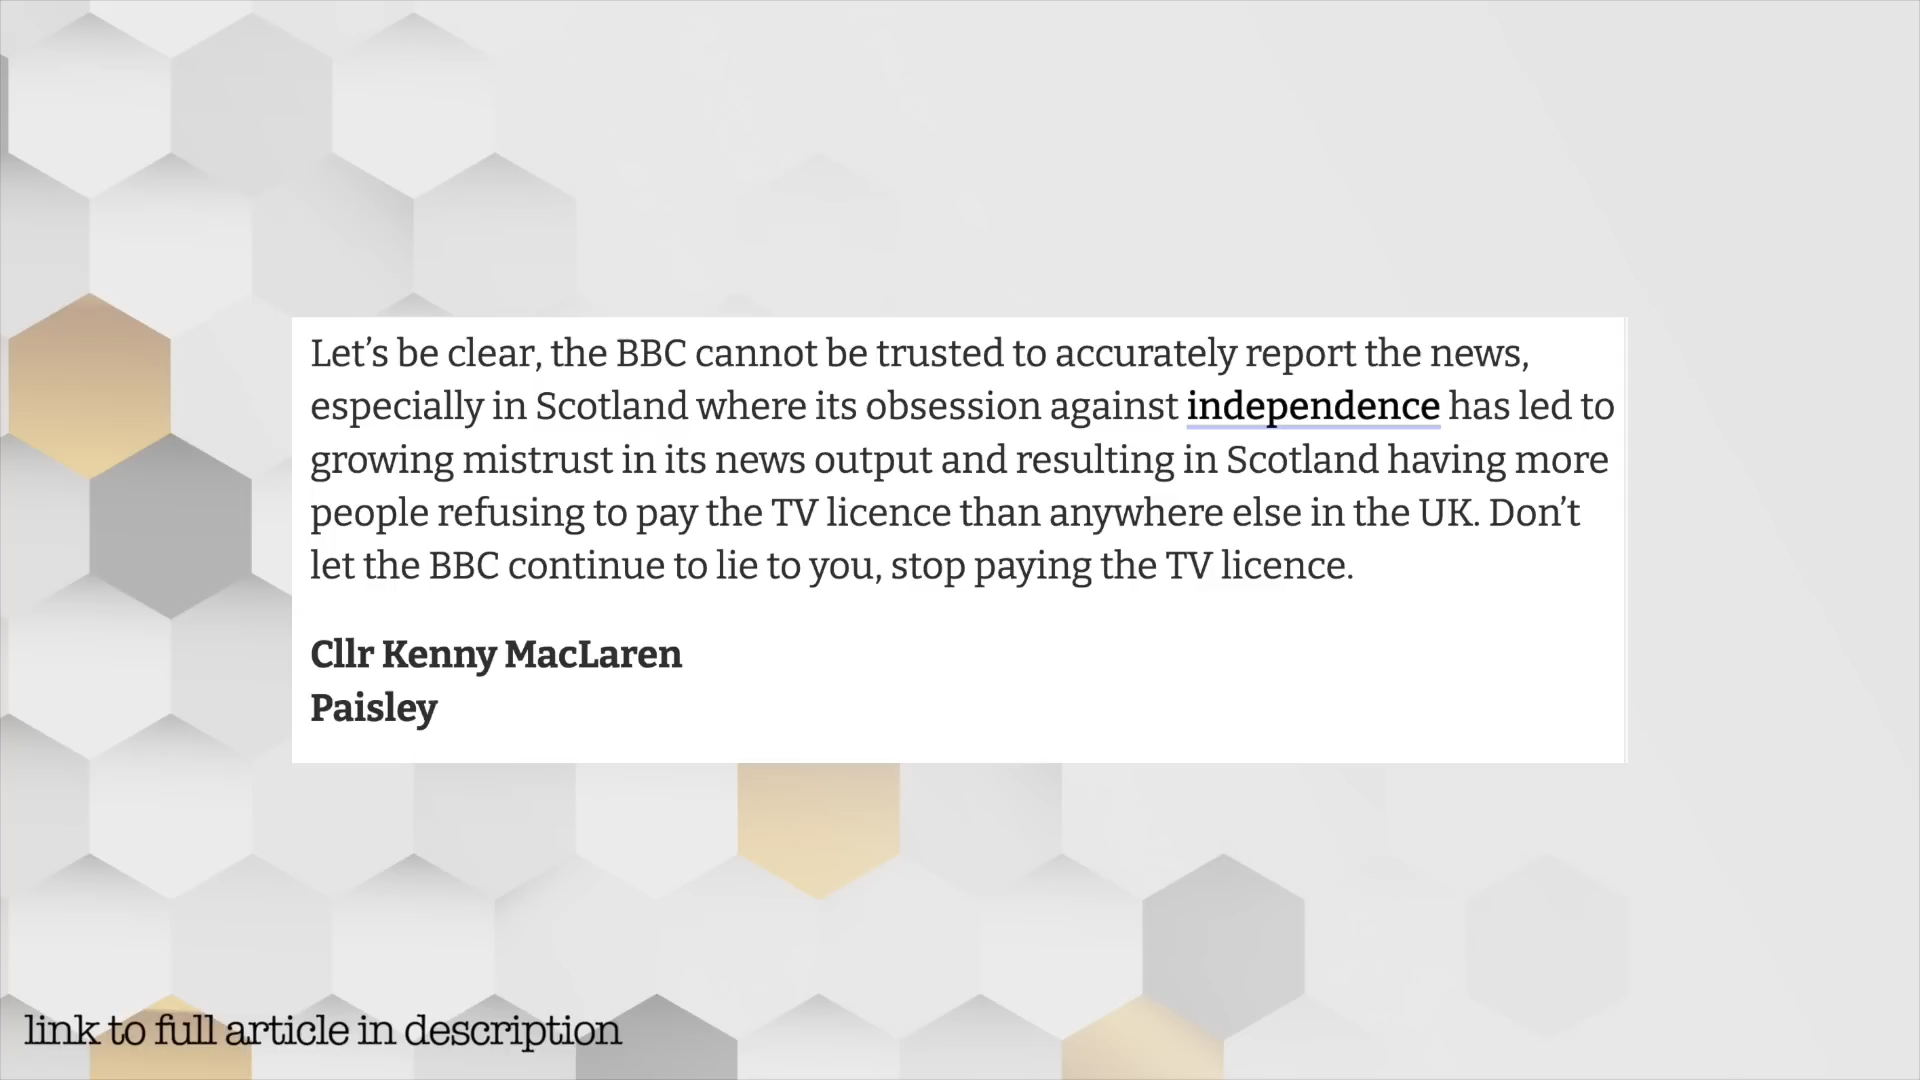 Let’s be clear, the BBC cannot be trusted to accurately report the news,
especially in Scotland where its obsession against independence has led to
growing mistrust in its news output and resulting in Scotland having more
people refusing to pay the TV licence than anywhere else in the UK. Don’t
let the BBC continue to lie to you, stop paying the TV licence.
Cllr Kenny MacLaren
Paisley
link to full article in description